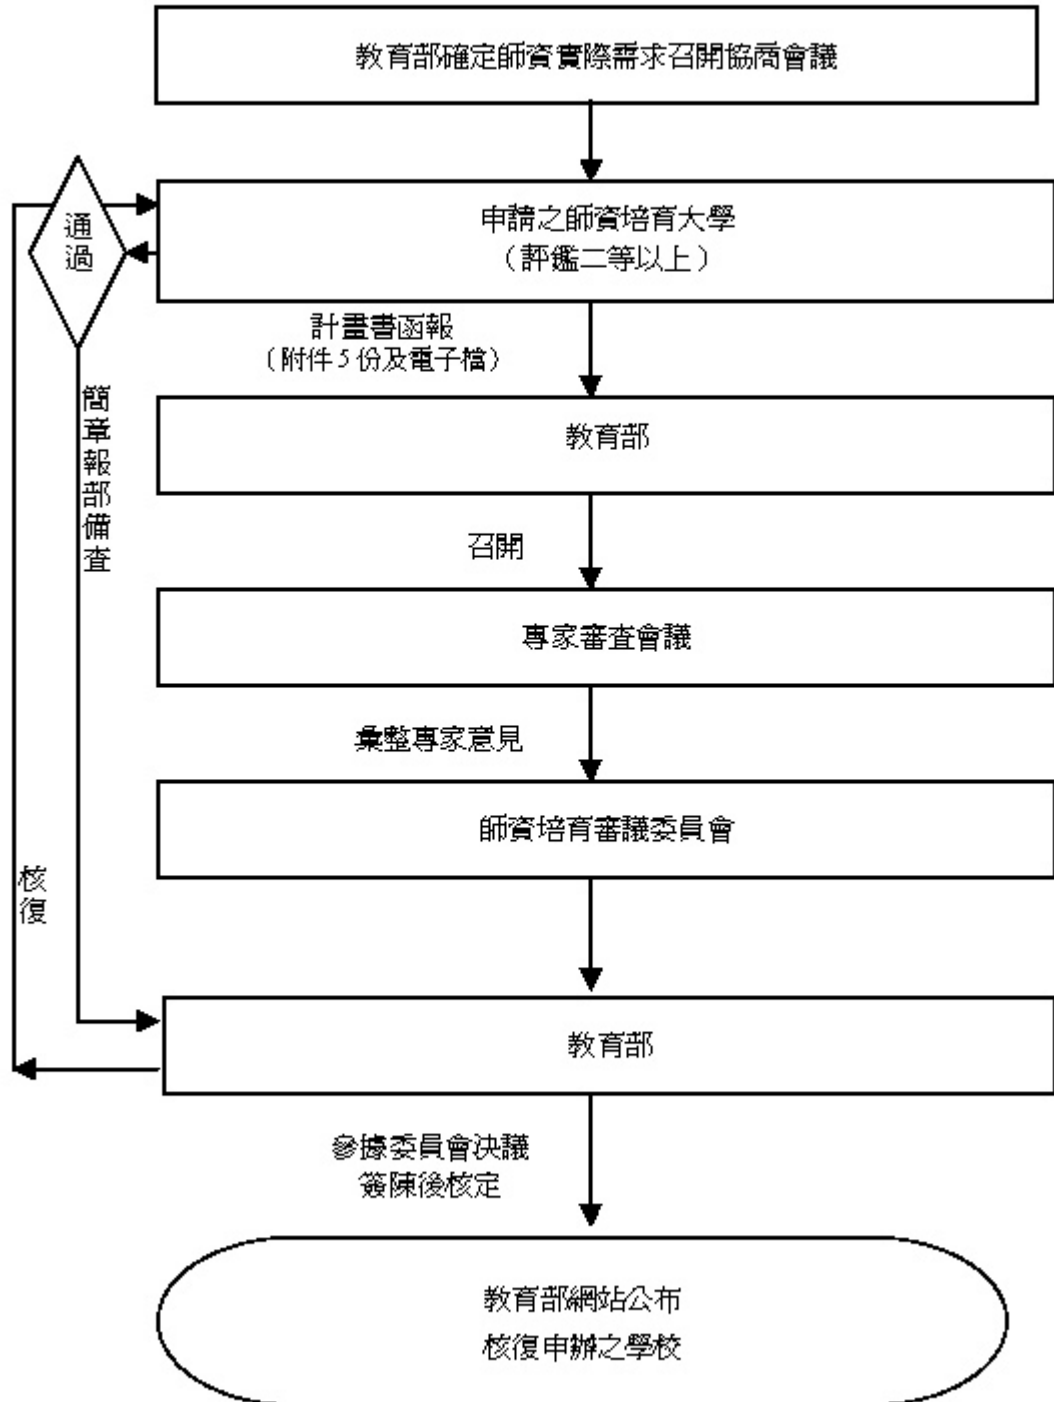 教育部確定師資實際需求召開協商會議
通過
申請之師資培育大學
（評鑑二等以上）
計畫書函報
（附件5份及電子檔）
教育部
簡章報部備查
召開
專家審查會議
彙整專家意見
師資培育審議委員會
核復
教育部
參據委員會決議
簽陳後核定
教育部網站公布
核復申辦之學校